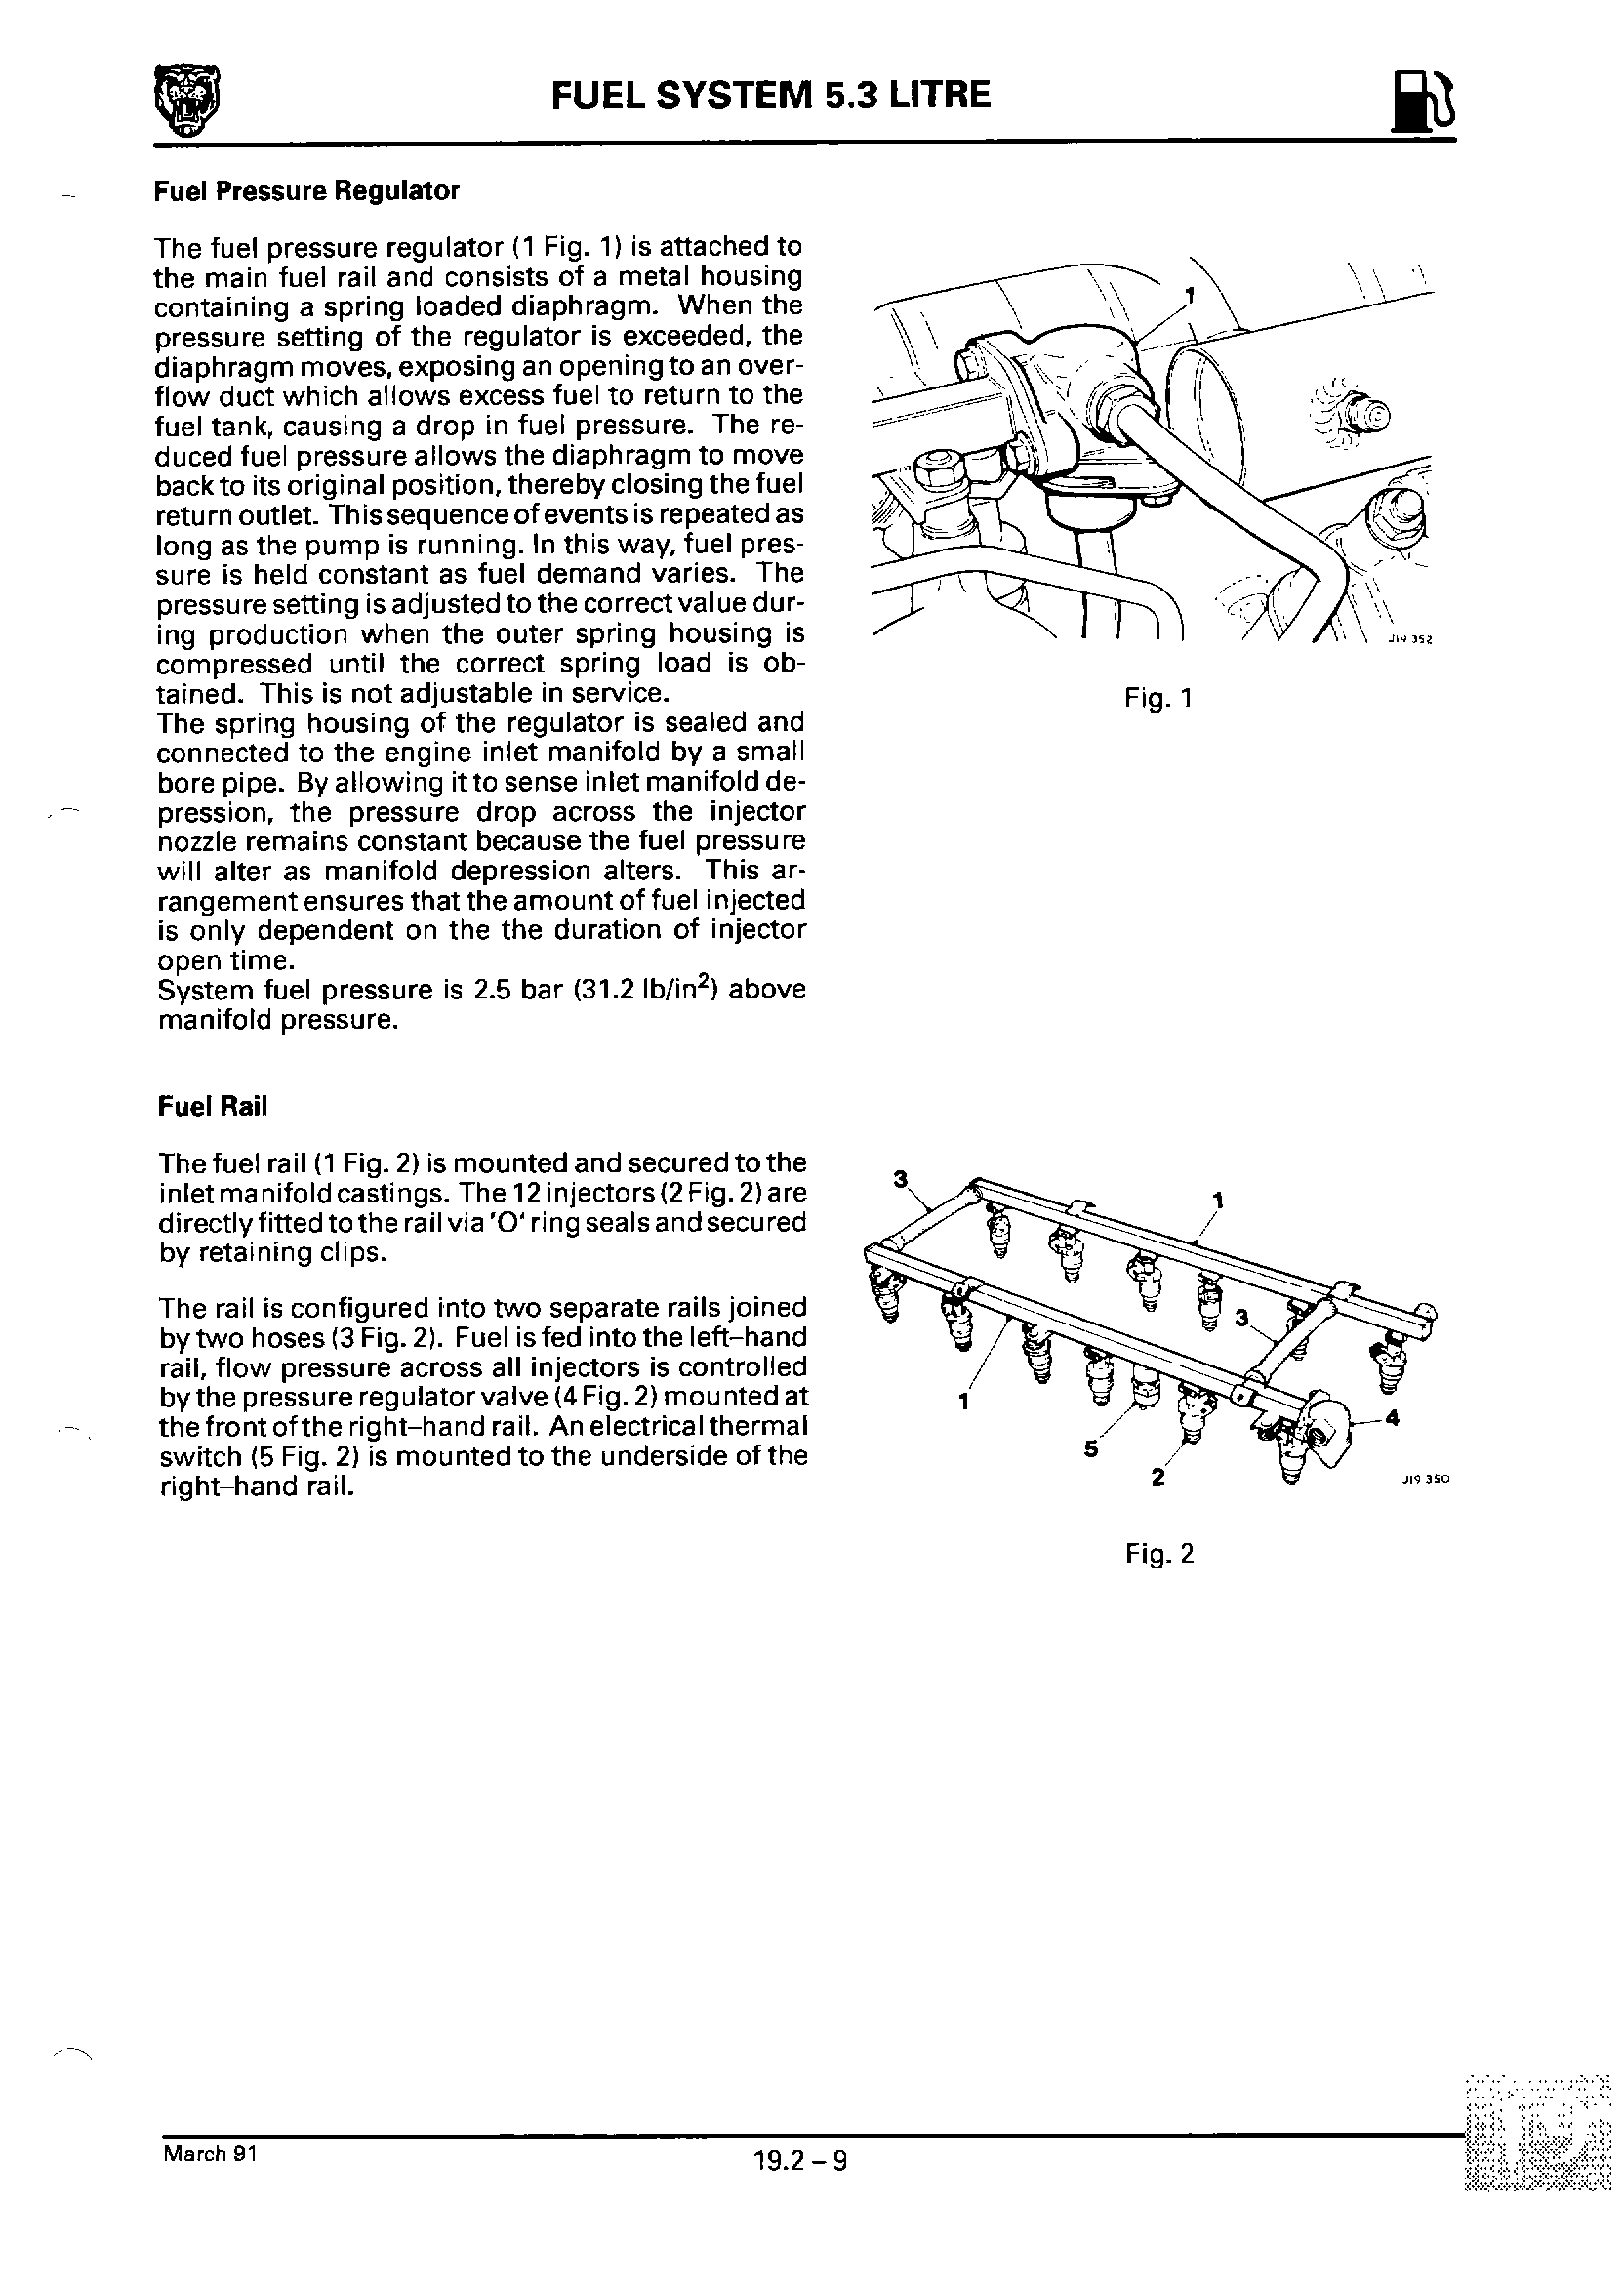 FUEL SYSTEM 5.3 LITRE
Fuel Pressure Regulator
The fuel pressure regulator (1 Fig. 1) is attached to
the main fuel rail and consists of a metal housing
containing a spring loaded diaphragm. When the
pressure setting of the regulator is exceeded, the
diaphragm moves, exposing an opening to an over-
flow duct which allows excess fuel to return to the
fuel tank, causing a drop in fuel pressure. The re-
duced fuel pressure allows the diaphragm to move
back to its original position, thereby closing the fuel
return outlet. This sequence of events is repeated as
long as the pump is running. In this way, fuel pres-
sure is held constant as fuel demand varies. The
pressure setting is adjusted to the correct value dur-
ing production when the outer spring housing is
compressed until the correct spring load is ob-
tained. This is not adjustable in service.
The spring housing of the regulator is sealed and
connected to the engine inlet manifold by a small
bore pipe. By allowing it to sense inlet manifold de-
pression, the pressure drop across the injector
nozzle remains constant because the fuel pressure
will alter as manifold depression alters. This ar-
rangement ensures that the amount of fuel injected
is only dependent on the the duration of injector
open time.
System fuel pressure is 2.5 bar (31.2 lb/in²) above
manifold pressure.
1
J19 352
Fig. 1
Fuel Rail
The fuel rail (1 Fig. 2) is mounted and secured to the
inlet manifold castings. The 12 injectors (2 Fig. 2) are
directly fitted to the rail via 'O' ring seals and secured
by retaining clips.
The rail is configured into two separate rails joined
by two hoses (3 Fig. 2). Fuel is fed into the left-hand
rail, flow pressure across all injectors is controlled
by the pressure regulator valve (4 Fig. 2) mounted at
the front of the right-hand rail. An electrical thermal
switch (5 Fig. 2) is mounted to the underside of the
right-hand rail.
3
1
3
1
4
5
2
J19 350
Fig. 2
March 91
19.2 – 9